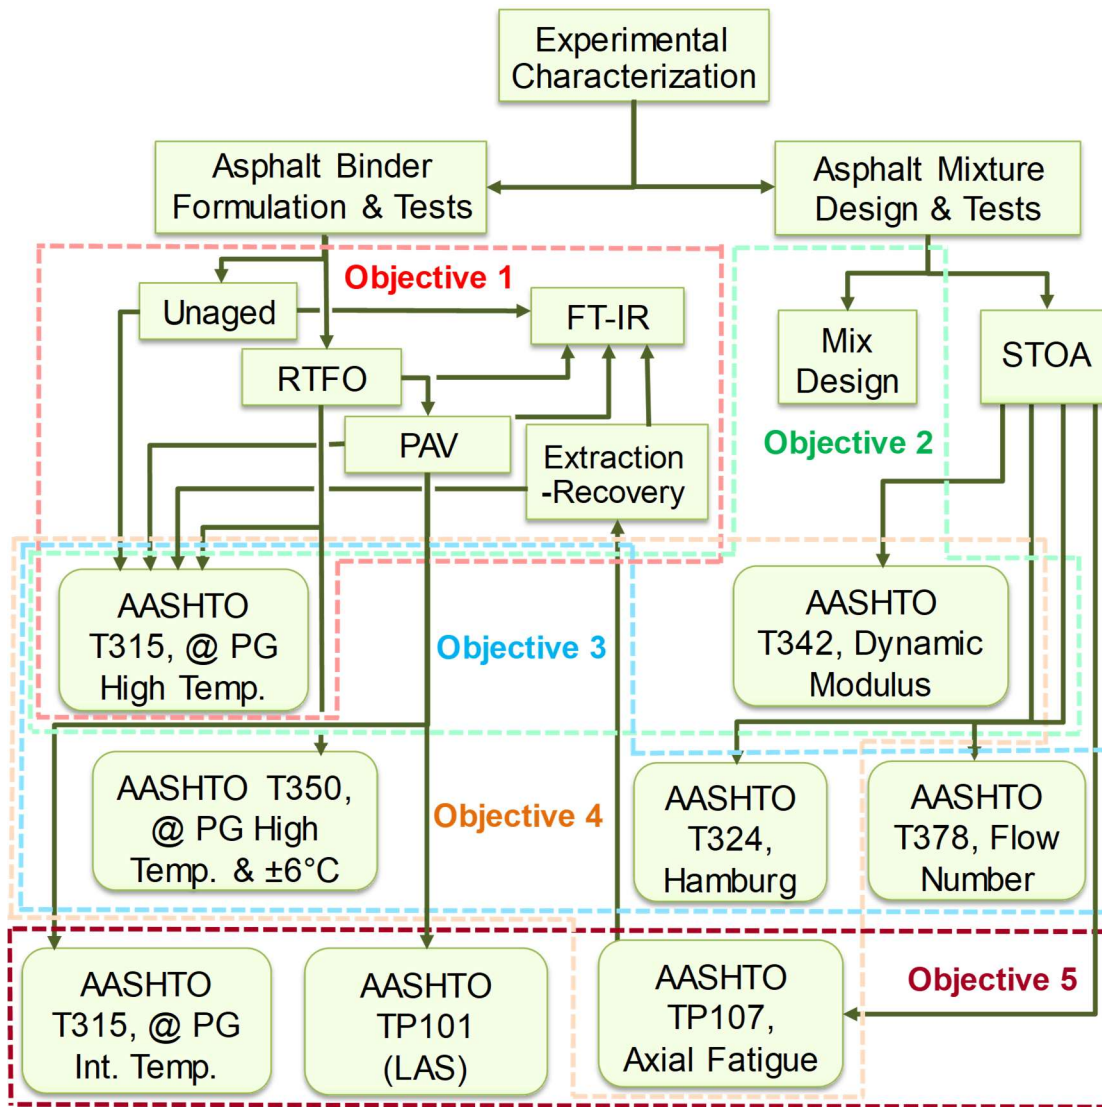 Experimental
Characterization
Asphalt Binder
Formulation & Tests
Asphalt Mixture
Design & Tests
Objective 1
Unaged
FT-IR
RTFO
PAV
Extraction
-Recovery
Mix
Design
STOA
Objective 2
AASHTO
T315, @ PG
High Temp.
Objective 3
AASHTO
T342, Dynamic
Modulus
AASHTO T350,
@ PG High
Temp. & ±6°C
Objective 4
AASHTO
T324,
Hamburg
AASHTO
T378, Flow
Number
AASHTO
T315, @ PG
Int. Temp.
AASHTO
TP101
(LAS)
AASHTO
TP107,
Axial Fatigue
Objective 5